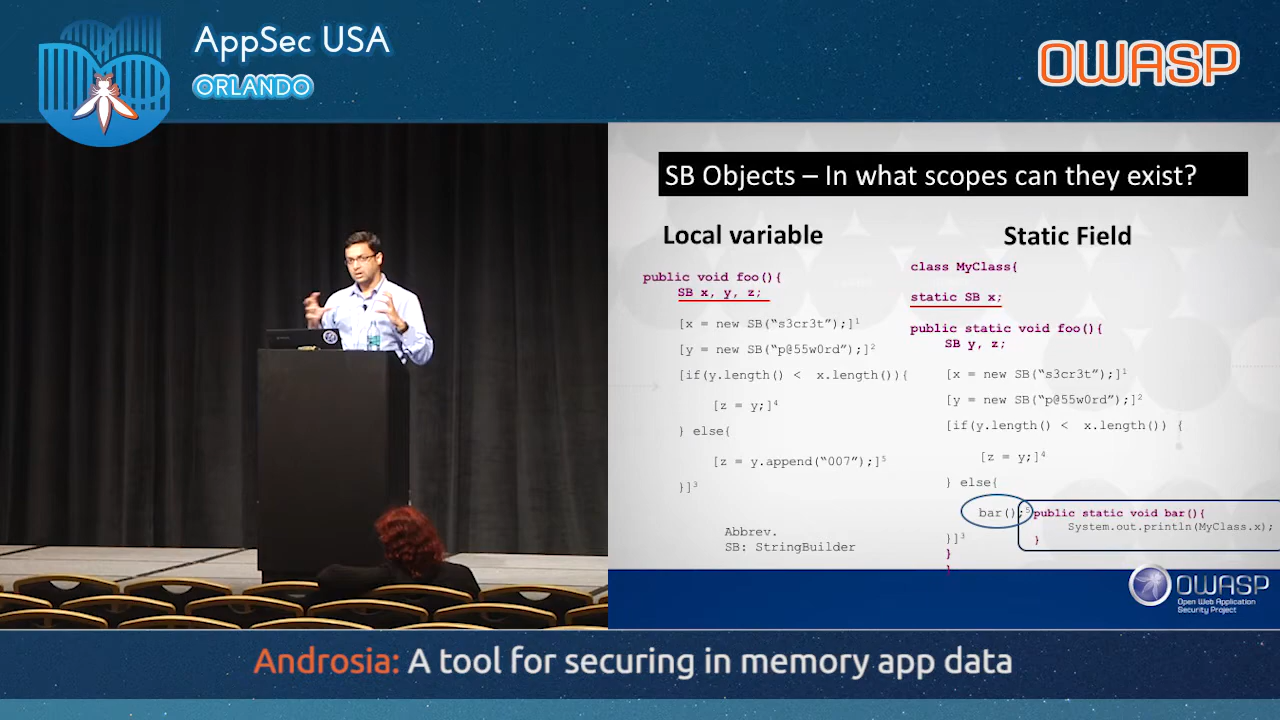 AppSec USA
ORLANDO
OWASP
SB Objects – In what scopes can they exist?
Local variable
public void foo(){
SB x, y, z;
[x = new SB(“s3cr3t”);]1
[y = new SB(“p@55w0rd”);]2
[if(y.length() < x.length()){
[z = y;]4
} else{
[z = y.append(“007”);]5
}]3
Abbrev.
SB: StringBuilder
Static Field
class MyClass{
static SB x;
public static void foo(){
SB y, z;
[x = new SB(“s3cr3t”);]1
[y = new SB(“p@55w0rd”);]2
[if(y.length() < x.length()) {
[z = y;]4
} else{
bar();5
}]3
}
}
public static void bar(){
System.out.println(MyClass.x);
}
OWASP
Open Web Application
Security Project
Androsia: A tool for securing in memory app data